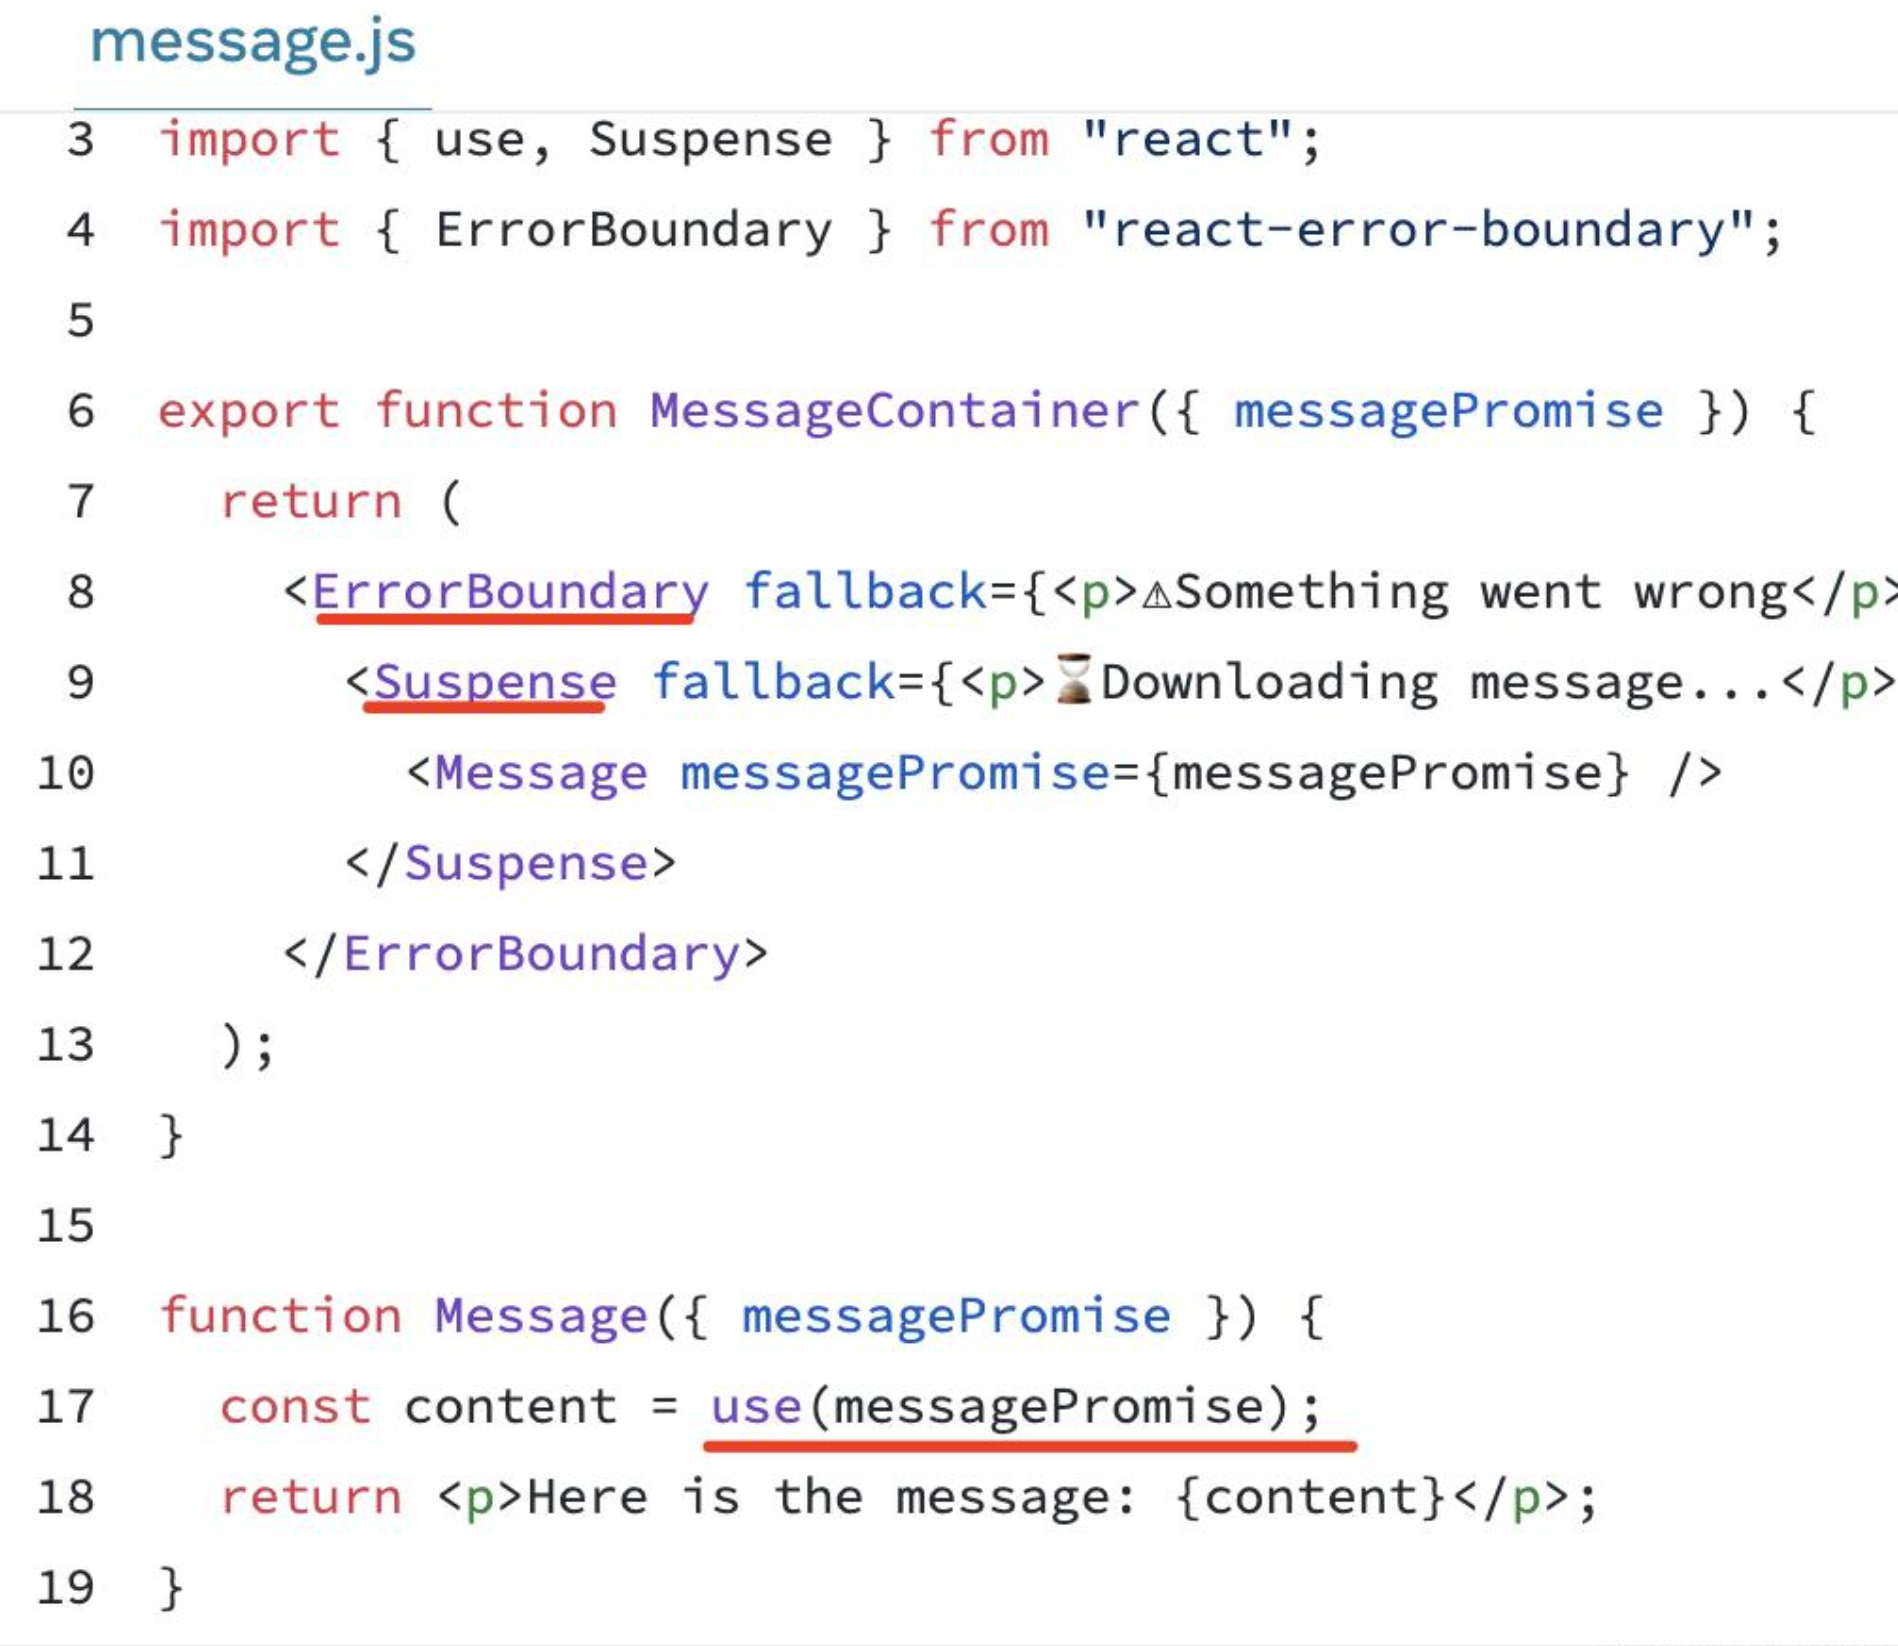 message.js
3 import { use, Suspense } from "react";
4 import { ErrorBoundary } from "react-error-boundary";
5
6 export function MessageContainer({ messagePromise }) {
7 return (
8 <ErrorBoundary fallback={<p>⚠Something went wrong</p>
9 <Suspense fallback={<p>⌛Downloading message...</p>
10 <Message messagePromise={messagePromise} />
11 </Suspense>
12 </ErrorBoundary>
13 );
14 }
15
16 function Message({ messagePromise }) {
17 const content = use(messagePromise);
18 return <p>Here is the message: {content}</p>;
19 }